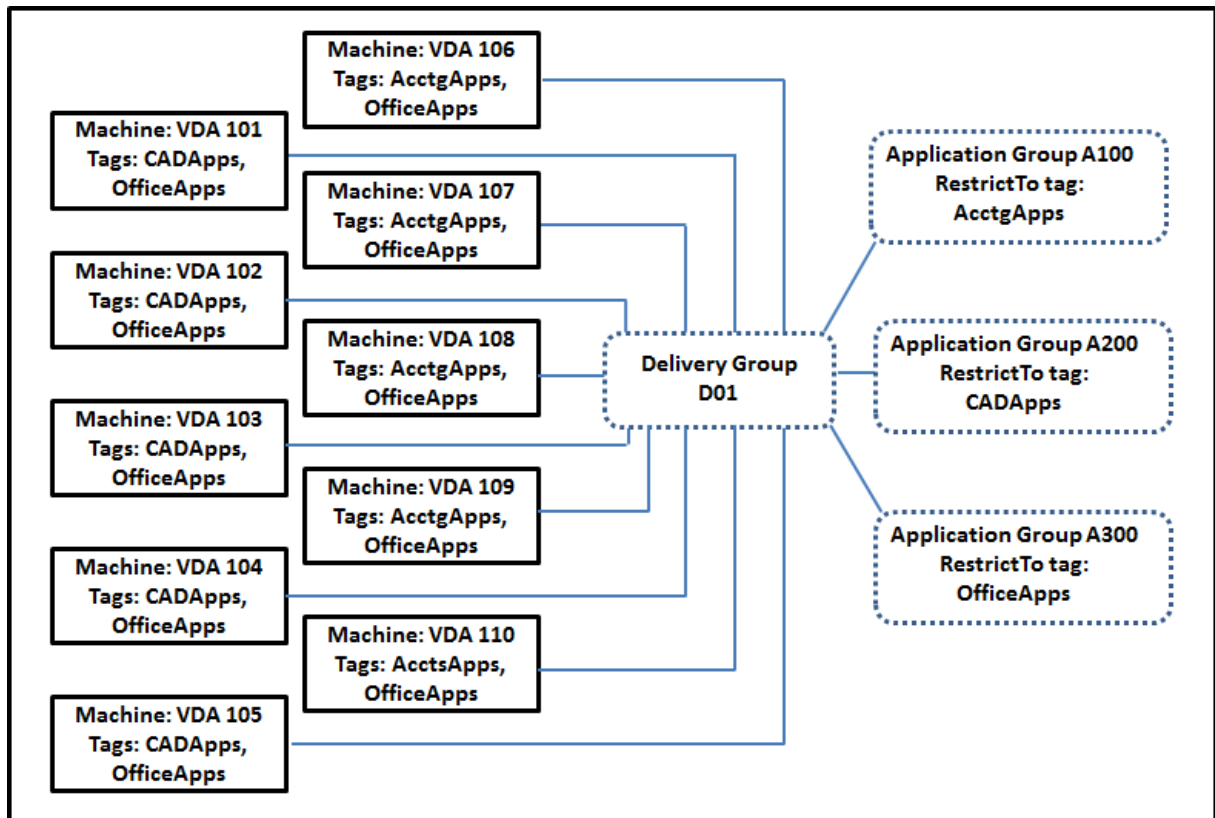 Machine: VDA 106
Tags: AcctgApps,
OfficeApps
Machine: VDA 101
Tags: CADApps,
OfficeApps
Machine: VDA 107
Tags: AcctgApps,
OfficeApps
Machine: VDA 102
Tags: CADApps,
OfficeApps
Machine: VDA 108
Tags: AcctgApps,
OfficeApps
Machine: VDA 103
Tags: CADApps,
OfficeApps
Machine: VDA 109
Tags: AcctgApps,
OfficeApps
Machine: VDA 104
Tags: CADApps,
OfficeApps
Machine: VDA 110
Tags: AcctsApps,
OfficeApps
Machine: VDA 105
Tags: CADApps,
OfficeApps
Delivery Group
D01
Application Group A100
RestrictTo tag:
AcctgApps
Application Group A200
RestrictTo tag:
CADApps
Application Group A300
RestrictTo tag:
OfficeApps